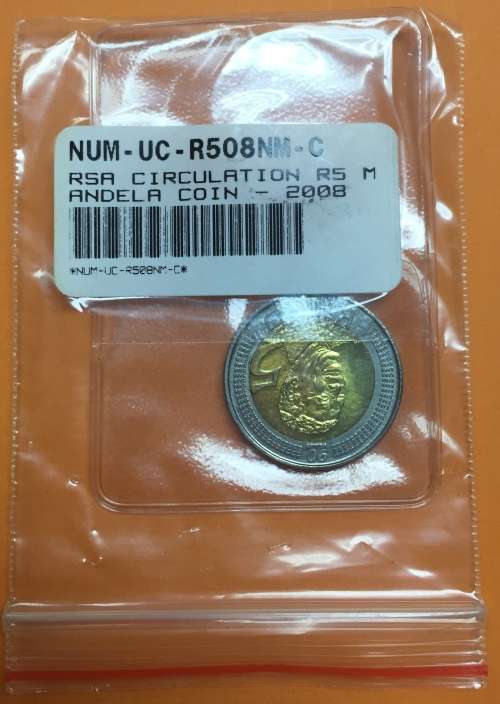 NUM-UC-R508NM-C
RSA CIRCULATION R5 M
ANDELA COIN - 2008
*NUM-UC-R508NM-C*